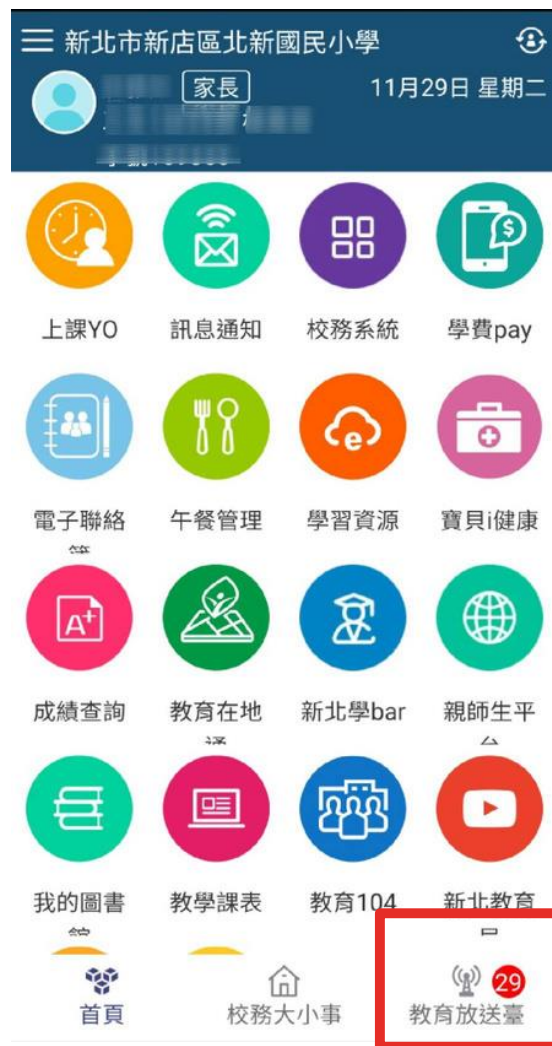 新北市新店區北新國民小學
家長
11月29日 星期二
上課YO 訊息通知 校務系統 學費pay
電子聯絡 午餐管理 學習資源 寶貝i健康
成績查詢 教育在地 新北學bar 親師生平
我的圖書 教學課表 教育104 新北教育
29
首頁 校務大小事 教育放送臺